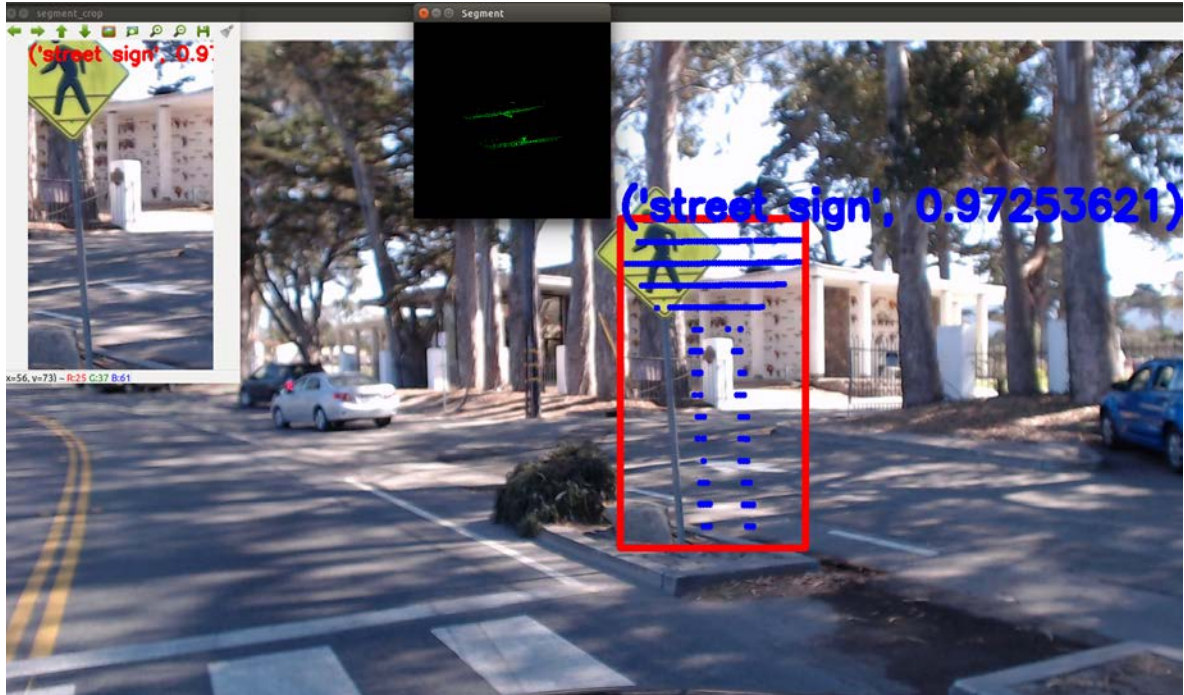 segment_crop
Segment
('street sign', 0.97
('street sign', 0.97253621)
x=56, y=73) ~ R:25 G:37 B:61